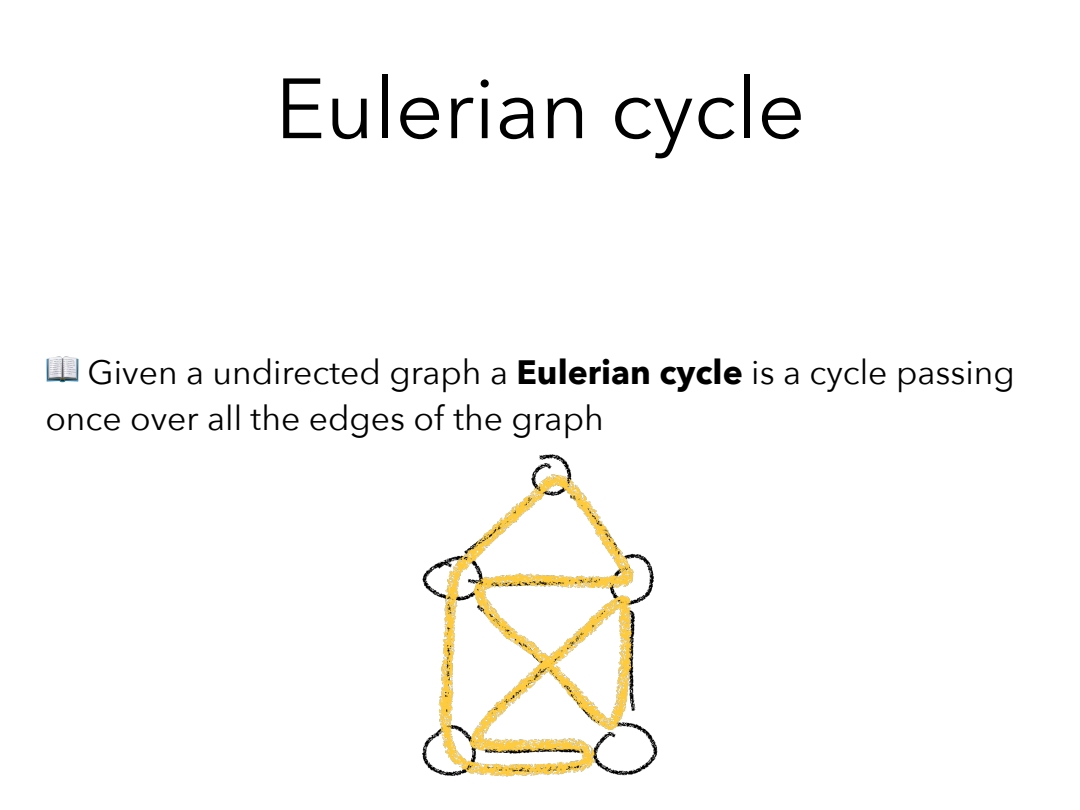 Eulerian cycle
📖 Given a undirected graph a Eulerian cycle is a cycle passing
once over all the edges of the graph